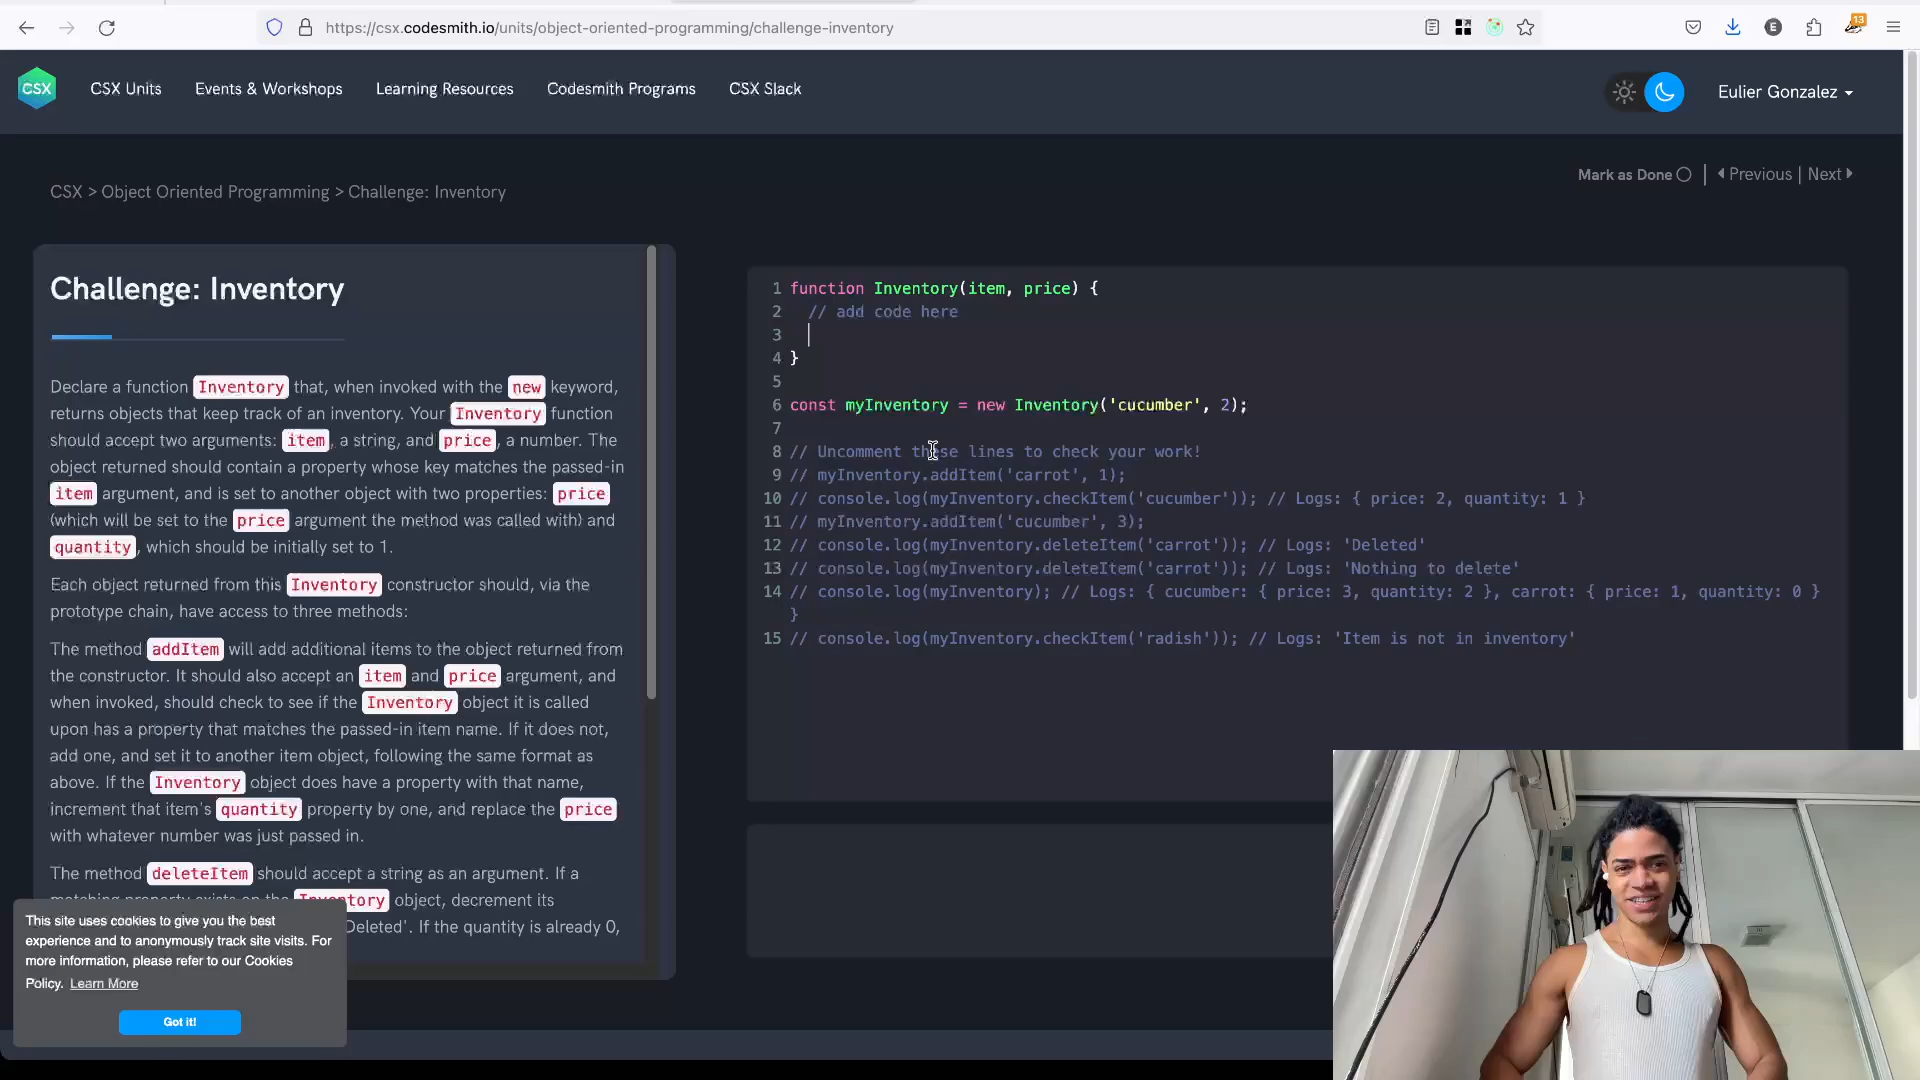 https://csx.codesmith.io/units/object-oriented-programming/challenge-inventory
E
13
CSX
CSX Units
Events & Workshops
Learning Resources
Codesmith Programs
CSX Slack
Eulier Gonzalez
Mark as Done
Previous | Next
CSX > Object Oriented Programming > Challenge: Inventory
Challenge: Inventory
Declare a function Inventory that, when invoked with the new keyword,
returns objects that keep track of an inventory. Your Inventory function
should accept two arguments: item, a string, and price, a number. The
object returned should contain a property whose key matches the passed-in
item argument, and is set to another object with two properties: price
(which will be set to the price argument the method was called with) and
quantity, which should be initially set to 1.
Each object returned from this Inventory constructor should, via the
prototype chain, have access to three methods:
The method addItem will add additional items to the object returned from
the constructor. It should also accept an item and price argument, and
when invoked, should check to see if the Inventory object it is called
upon has a property that matches the passed-in item name. If it does not,
add one, and set it to another item object, following the same format as
above. If the Inventory object does have a property with that name,
increment that item's quantity property by one, and replace the price
with whatever number was just passed in.
The method deleteItem should accept a string as an argument. If a
matching property exists on the Inventory object, decrement its
Deleted'. If the quantity is already 0,
This site uses cookies to give you the best
experience and to anonymously track site visits. For
more information, please refer to our Cookies
Policy. Learn More
Got it!
1 function Inventory(item, price) {
2 // add code here
3
4 }
5
6 const myInventory = new Inventory('cucumber', 2);
7
8 // Uncomment these lines to check your work!
9 // myInventory.addItem('carrot', 1);
10 // console.log(myInventory.checkItem('cucumber')); // Logs: { price: 2, quantity: 1 }
11 // myInventory.addItem('cucumber', 3);
12 // console.log(myInventory.deleteItem('carrot')); // Logs: 'Deleted'
13 // console.log(myInventory.deleteItem('carrot')); // Logs: 'Nothing to delete'
14 // console.log(myInventory); // Logs: { cucumber: { price: 3, quantity: 2 }, carrot: { price: 1, quantity: 0 }
}
15 // console.log(myInventory.checkItem('radish')); // Logs: 'Item is not in inventory'